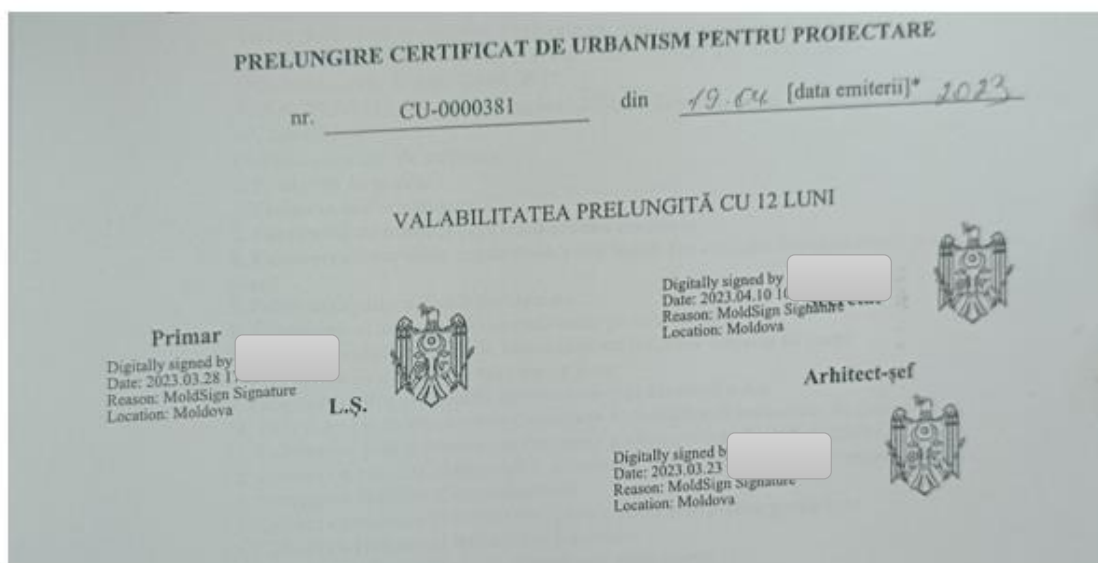 PRELUNGIRE CERTIFICAT DE URBANISM PENTRU PROIECTARE
nr. CU-0000381 din 19.04 [data emiterii]* 2023
VALABILITATEA PRELUNGITĂ CU 12 LUNI
Digitally signed by
Date: 2023.04.10
Reason: MoldSign Signature
Location: Moldova
Primar
Digitally signed by
Date: 2023.03.28
Reason: MoldSign Signature
Location: Moldova
L.Ș.
Arhitect-șef
Digitally signed b
Date: 2023.03.23
Reason: MoldSign Signature
Location: Moldova